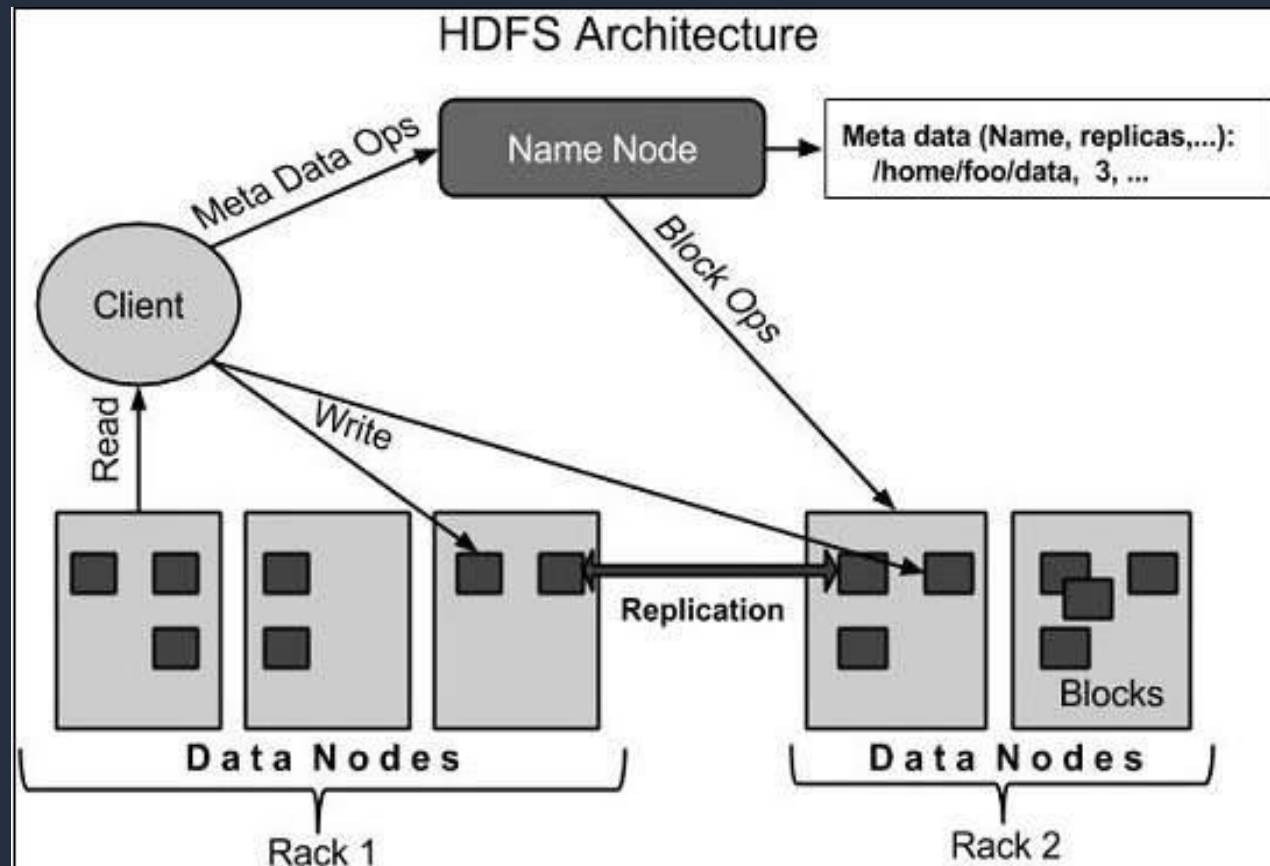 HDFS Architecture
Name Node
Meta data (Name, replicas,...):
/home/foo/data, 3, ...
Meta Data Ops
Client
Block Ops
Read
Write
Replication
Blocks
Data Nodes
Data Nodes
Rack 1
Rack 2